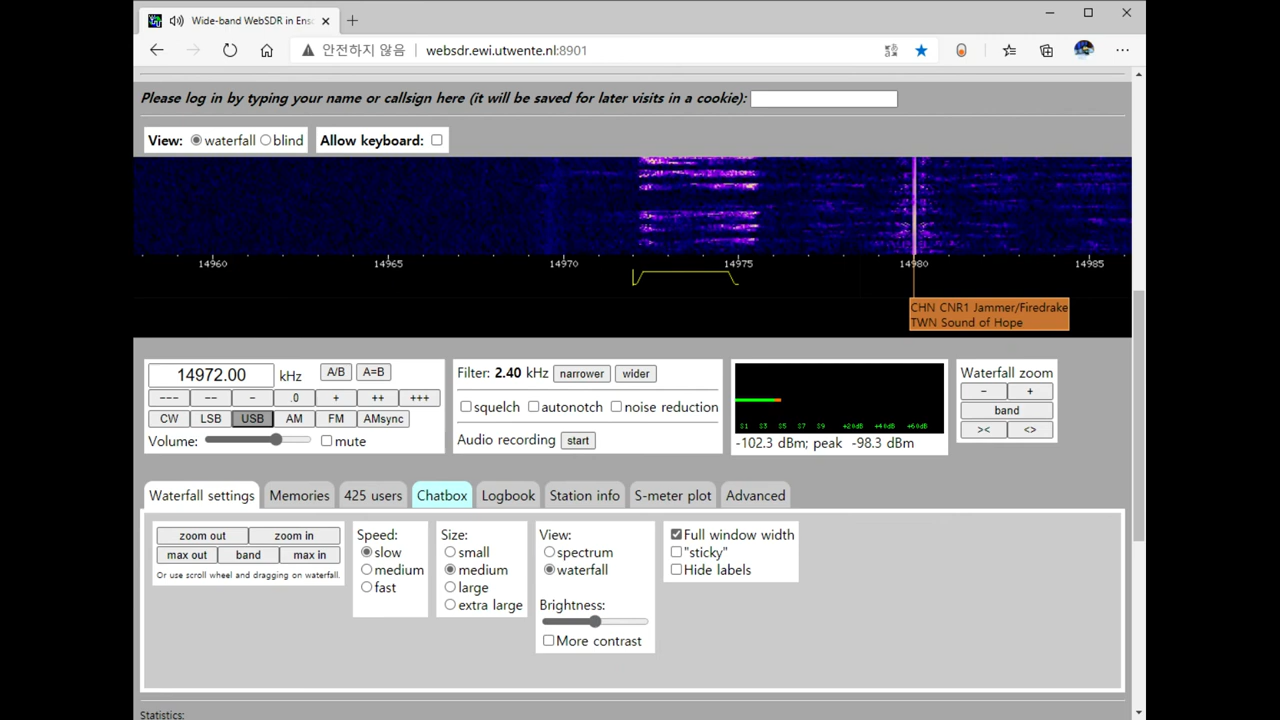 Wide-band WebSDR in Ens
안전하지 않음 websdr.ewi.utwente.nl:8901
Please log in by typing your name or callsign here (it will be saved for later visits in a cookie):
View: waterfall blind Allow keyboard:
14960 14965 14970 14975 14980 14985
CHN CNR1 Jammer/Firedrake
TWN Sound of Hope
14972.00 kHz A/B A=B
--- -- - .0 + ++ +++
CW LSB USB AM FM AMsync
Volume: mute
Filter: 2.40 kHz narrower wider
squelch autonotch noise reduction
Audio recording start
S1 S3 S5 S7 S9 +20dB +40dB +60dB
-102.3 dBm; peak -98.3 dBm
Waterfall zoom
- +
band
>< <>
Waterfall settings Memories 425 users Chatbox Logbook Station info S-meter plot Advanced
zoom out zoom in
max out band max in
Or use scroll wheel and dragging on waterfall.
Speed:
slow
medium
fast
Size:
small
medium
large
extra large
View:
spectrum
waterfall
Brightness:
More contrast
Full window width
"sticky"
Hide labels
Statistics: